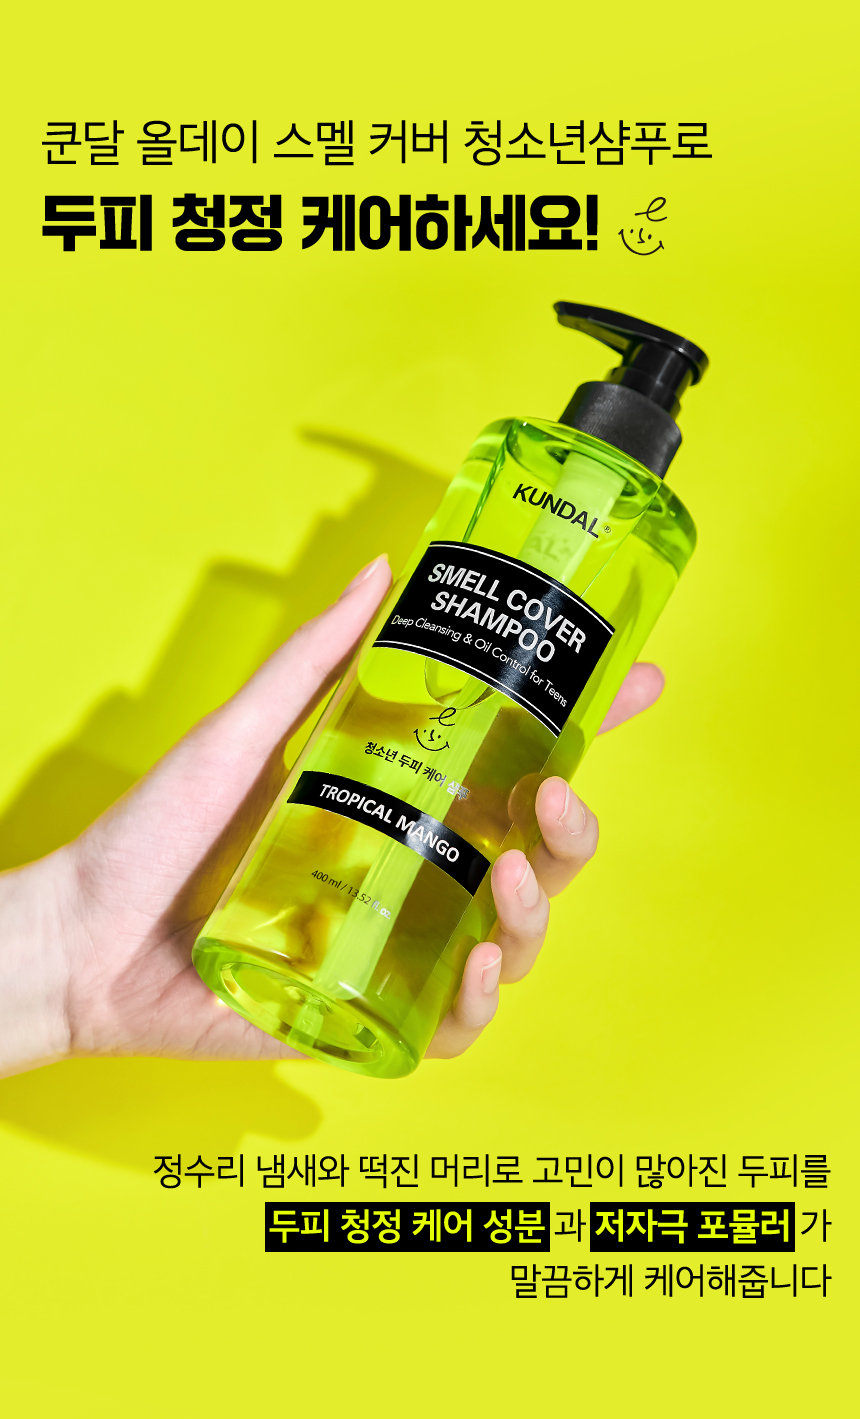 쿤달 올데이 스멜 커버 청소년샴푸로
두피 청정 케어하세요!
KUNDAL®
SMELL COVER
SHAMPOO
Deep Cleansing & Oil Control for Teens
청소년 두피 케어 샴푸
TROPICAL MANGO
400 ml / 13.52 fl. oz.
정수리 냄새와 떡진 머리로 고민이 많아진 두피를
두피 청정 케어 성분과 저자극 포뮬러가
말끔하게 케어해줍니다